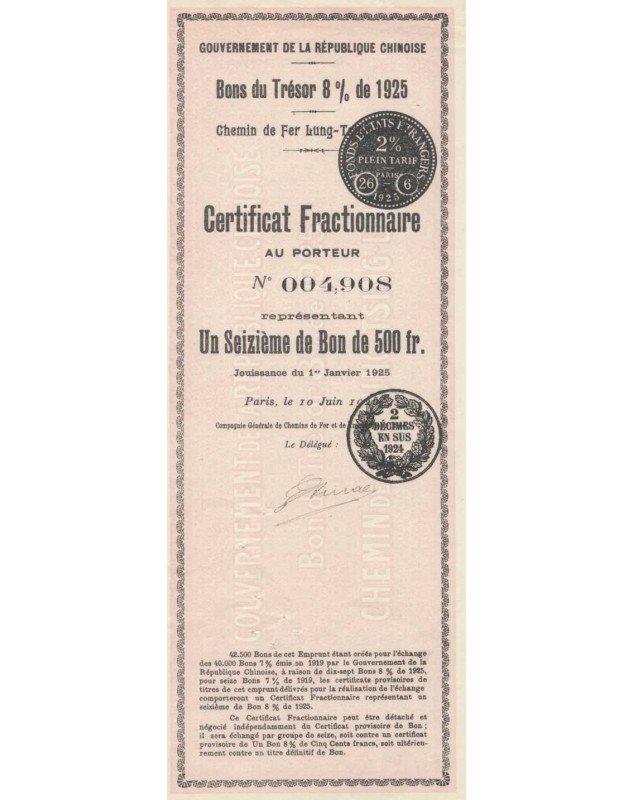 GOUVERNEMENT DE LA RÉPUBLIQUE CHINOISE
Bons du Trésor 8 % de 1925
Chemin de Fer Lung-T
FONDS D'ÉTATS ÉTRANGERS
2%
PLEIN TARIF
PARIS
26 6
1925
Certificat Fractionnaire
AU PORTEUR
N° 004,908
représentant
Un Seizième de Bon de 500 fr.
Jouissance du 1er Janvier 1925
Paris, le 10 Juin
2
DÉCIMES
EN SUS
1924
Compagnie Générale de Chemins de Fer et de
Le Délégué :
42.500 Bons de cet Emprunt étant créés pour l'échange
des 40.000 Bons 7 % émis en 1919 par le Gouvernement de la
République Chinoise, à raison de dix-sept Bons 8 % de 1925,
pour seize Bons 7 % de 1919, les certificats provisoires de
titres de cet emprunt délivrés pour la réalisation de l'échange
comporteront un Certificat Fractionnaire représentant un
seizième de Bon 8 % de 1925.
Ce Certificat Fractionnaire peut être détaché et
négocié indépendamment du Certificat provisoire de Bon ;
il sera échangé par groupe de seize, soit contre un certificat
provisoire de Un Bon 8 % de Cinq Cents francs, soit ultérieu-
rement contre un titre définitif de Bon.